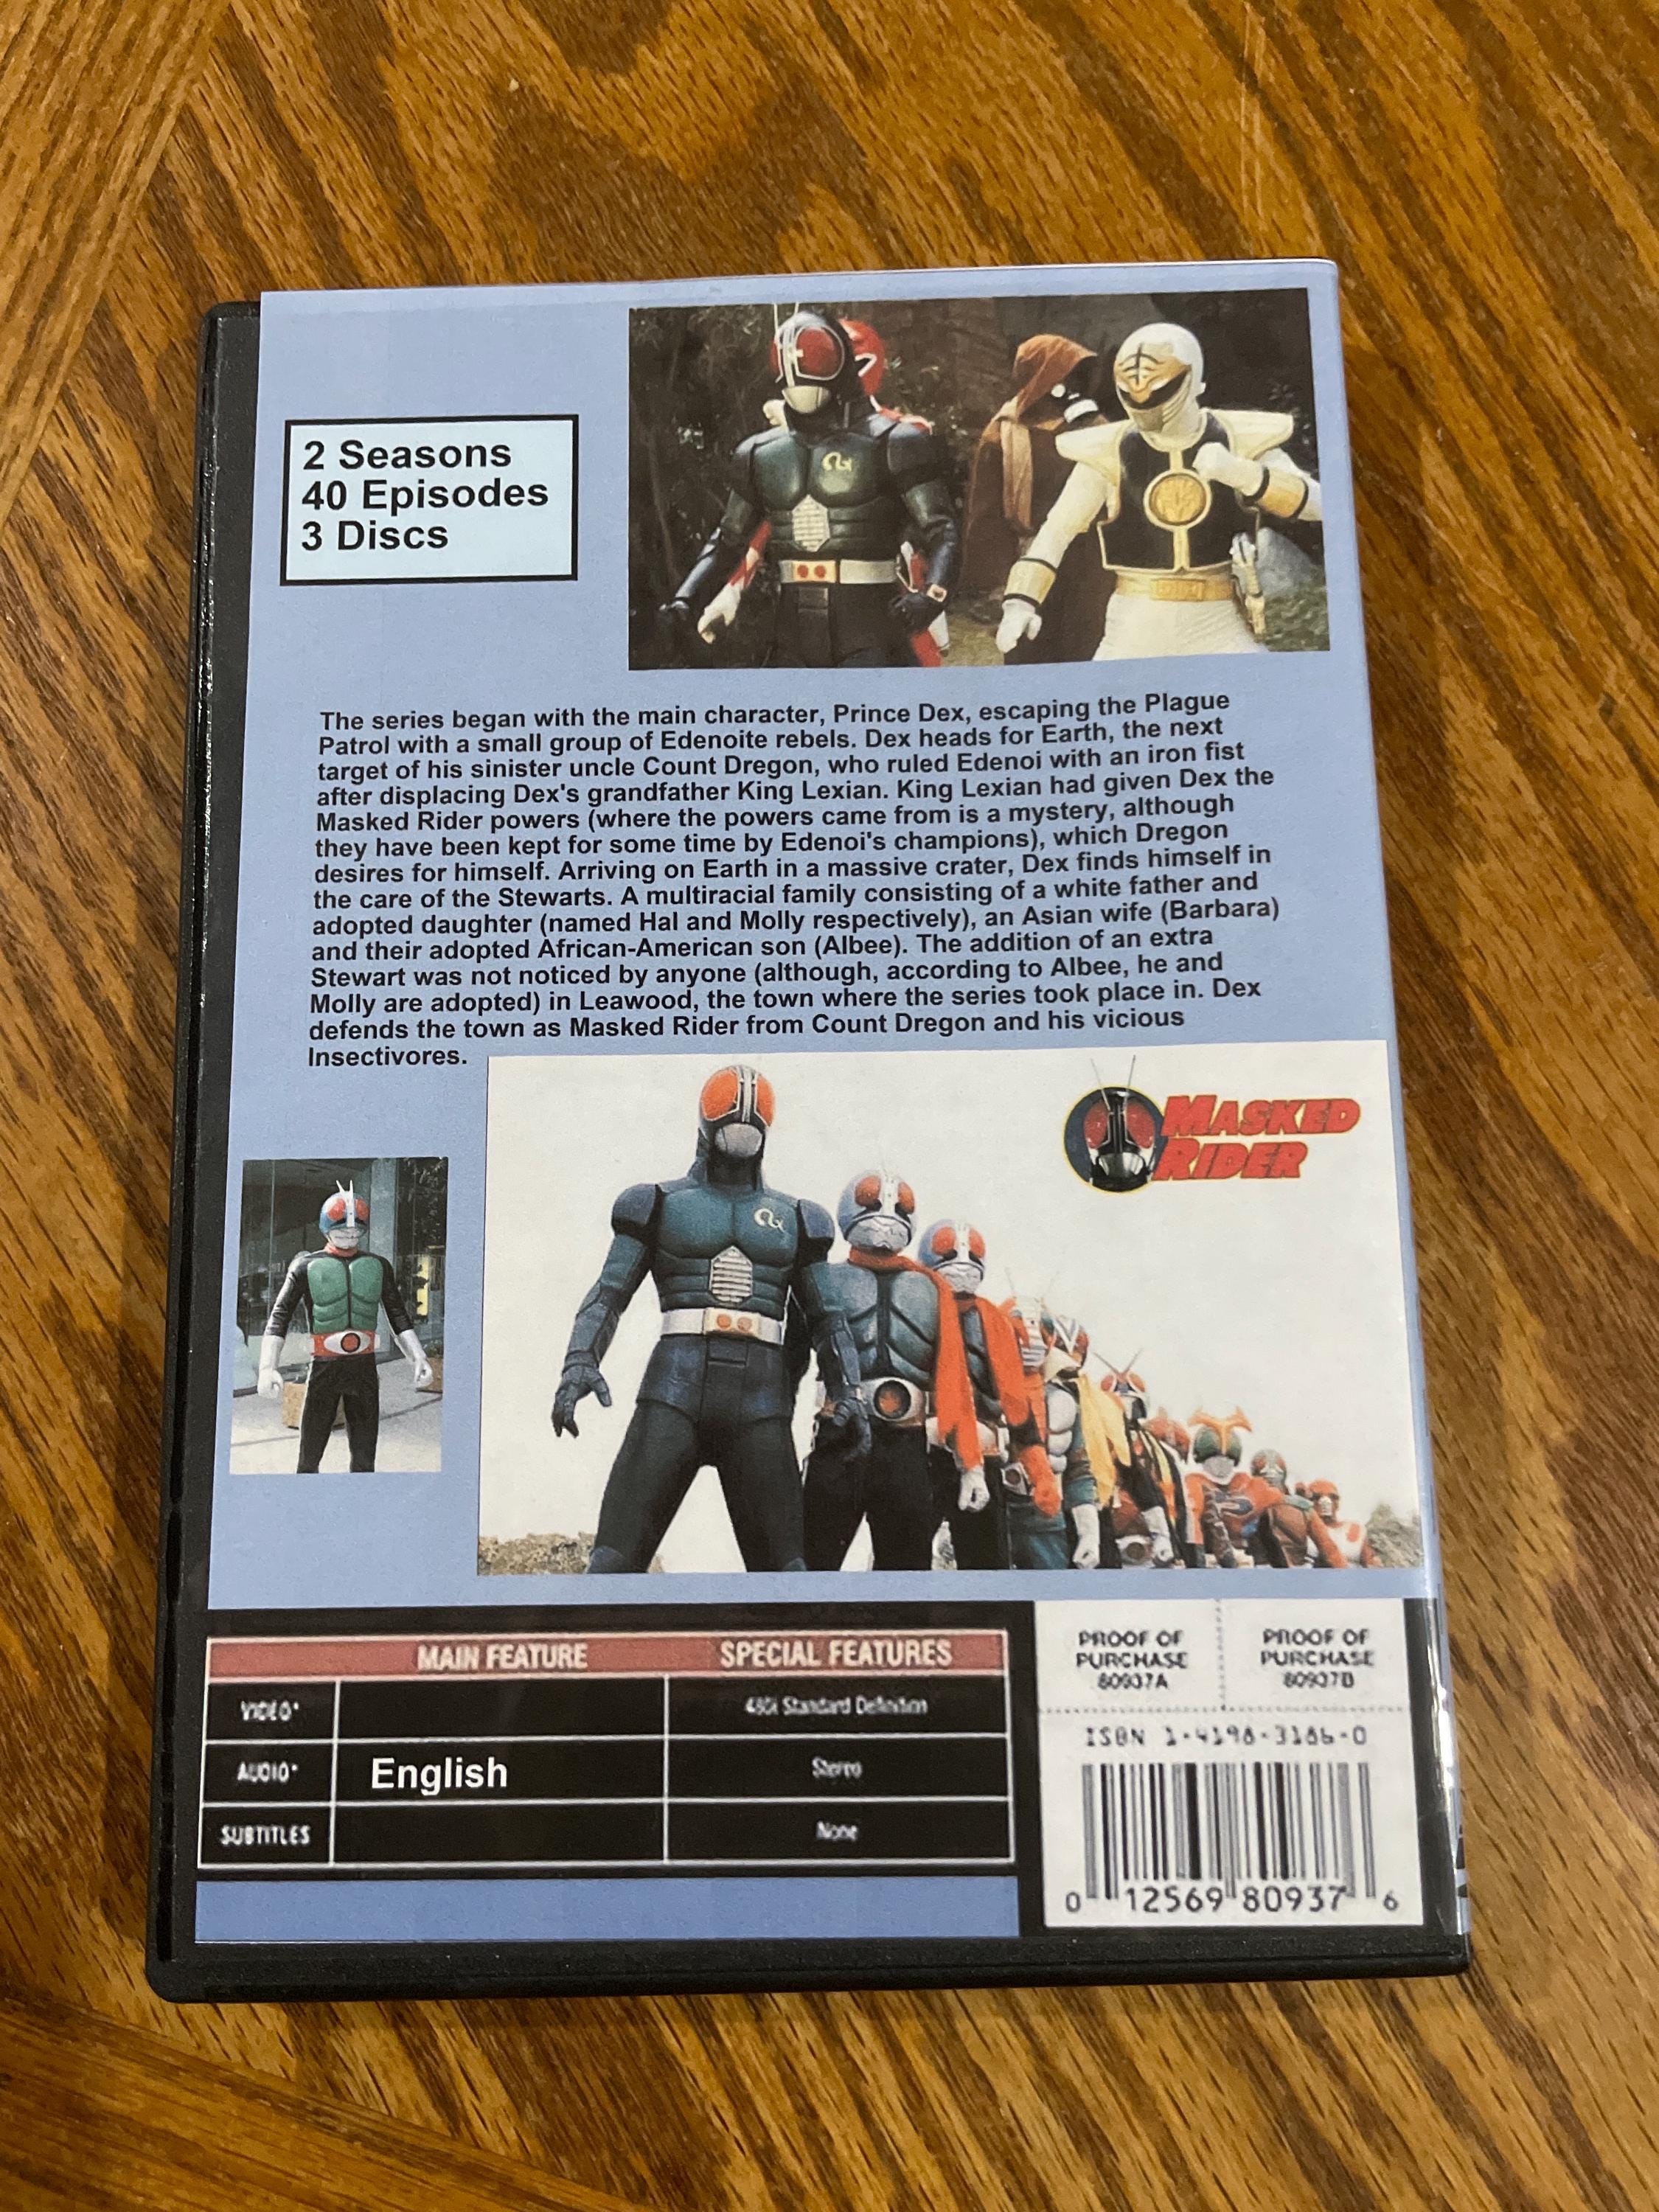 2 Seasons
40 Episodes
3 Discs
The series began with the main character, Prince Dex, escaping the Plague
Patrol with a small group of Edenoite rebels. Dex heads for Earth, the next
target of his sinister uncle Count Dregon, who ruled Edenoi with an iron fist
after displacing Dex's grandfather King Lexian. King Lexian had given Dex the
Masked Rider powers (where the powers came from is a mystery, although
they have been kept for some time by Edenoi's champions), which Dregon
desires for himself. Arriving on Earth in a massive crater, Dex finds himself in
the care of the Stewarts. A multiracial family consisting of a white father and
adopted daughter (named Hal and Molly respectively), an Asian wife (Barbara)
and their adopted African-American son (Albee). The addition of an extra
Stewart was not noticed by anyone (although, according to Albee, he and
Molly are adopted) in Leawood, the town where the series took place in. Dex
defends the town as Masked Rider from Count Dregon and his vicious
Insectivores.
MASKED
RIDER
MAIN FEATURE SPECIAL FEATURES
VIDEO* 480i Standard Definition
AUDIO* English Stereo
SUBTITLES None
PROOF OF PURCHASE 80937A
PROOF OF PURCHASE 80937B
ISBN 1-4198-3186-0
0 12569 80937 6